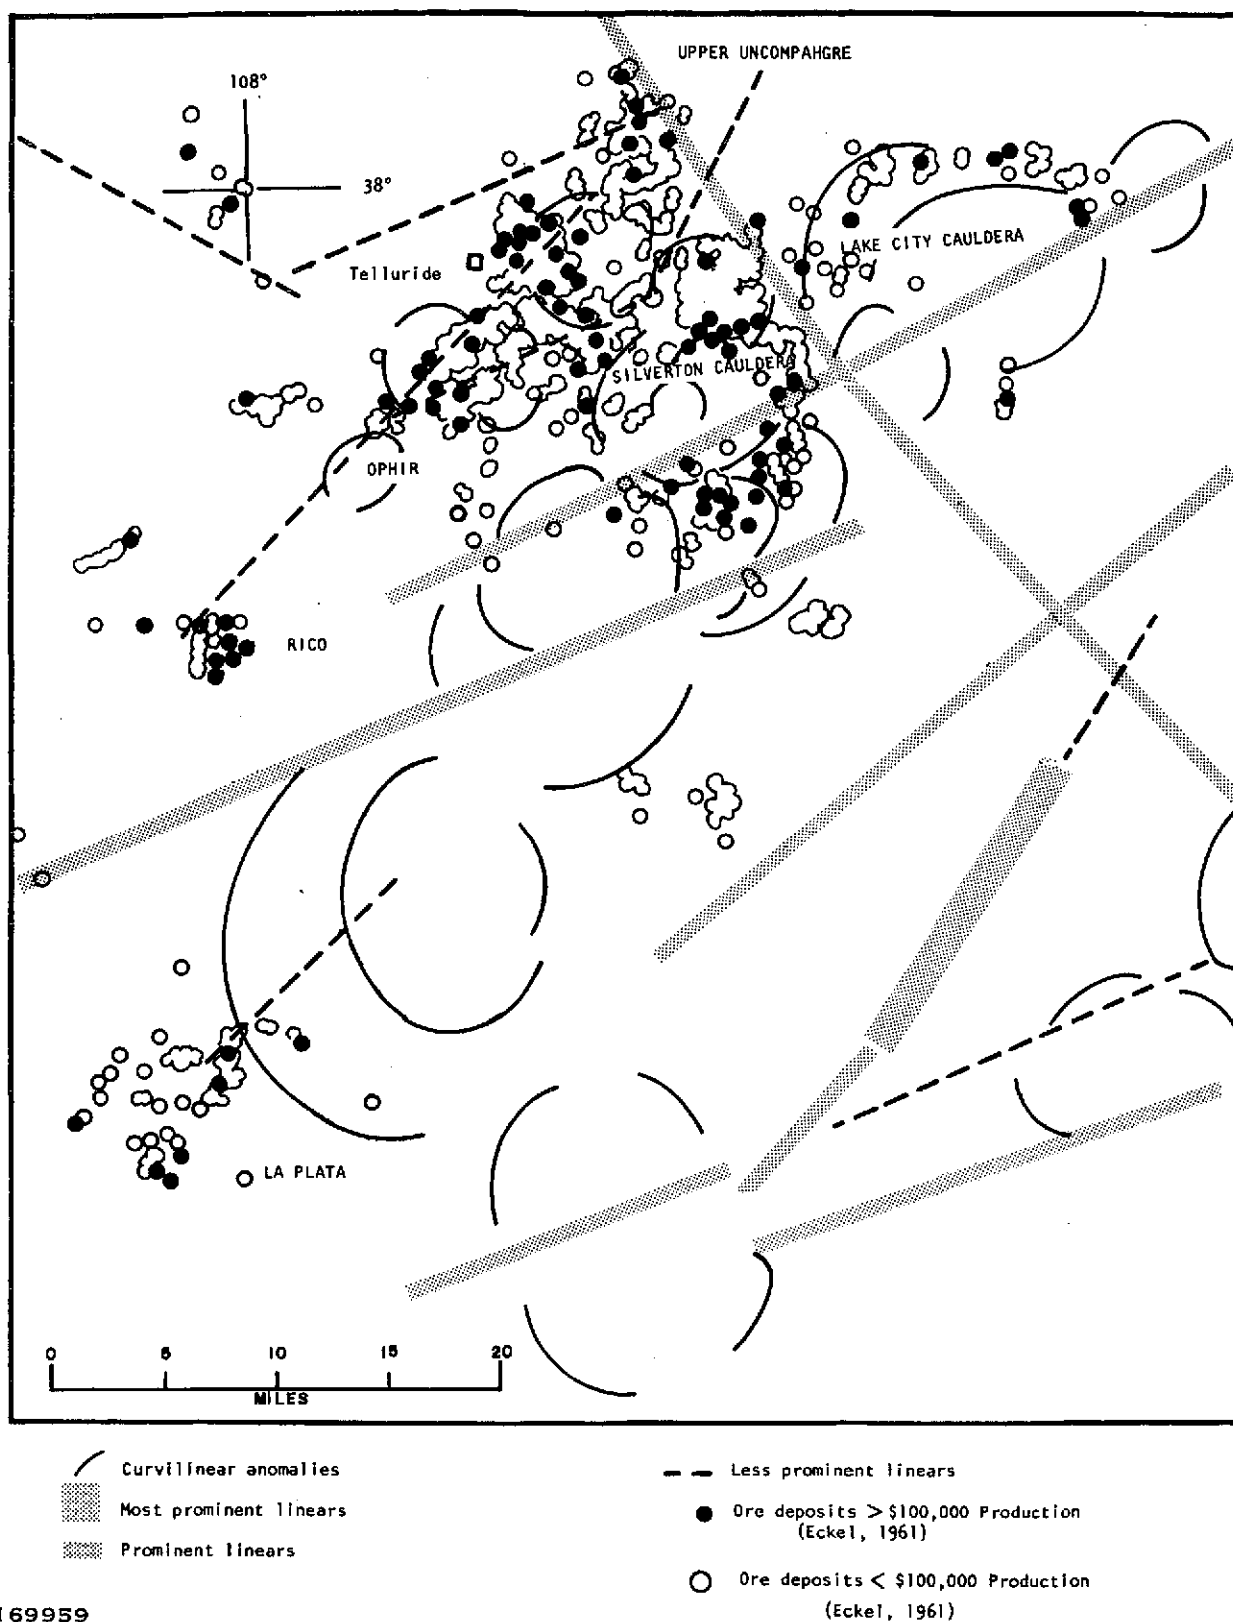 UPPER UNCOMPAHGRE
108°
38°
Telluride
LAKE CITY CAULDERA
SILVERTON CAULDERA
OPHIR
RICO
LA PLATA
0 5 10 15 20
MILES
Curvilinear anomalies
Most prominent linears
Prominent linears
Less prominent linears
Ore deposits > $100,000 Production
(Eckel, 1961)
Ore deposits < $100,000 Production
(Eckel, 1961)
169959